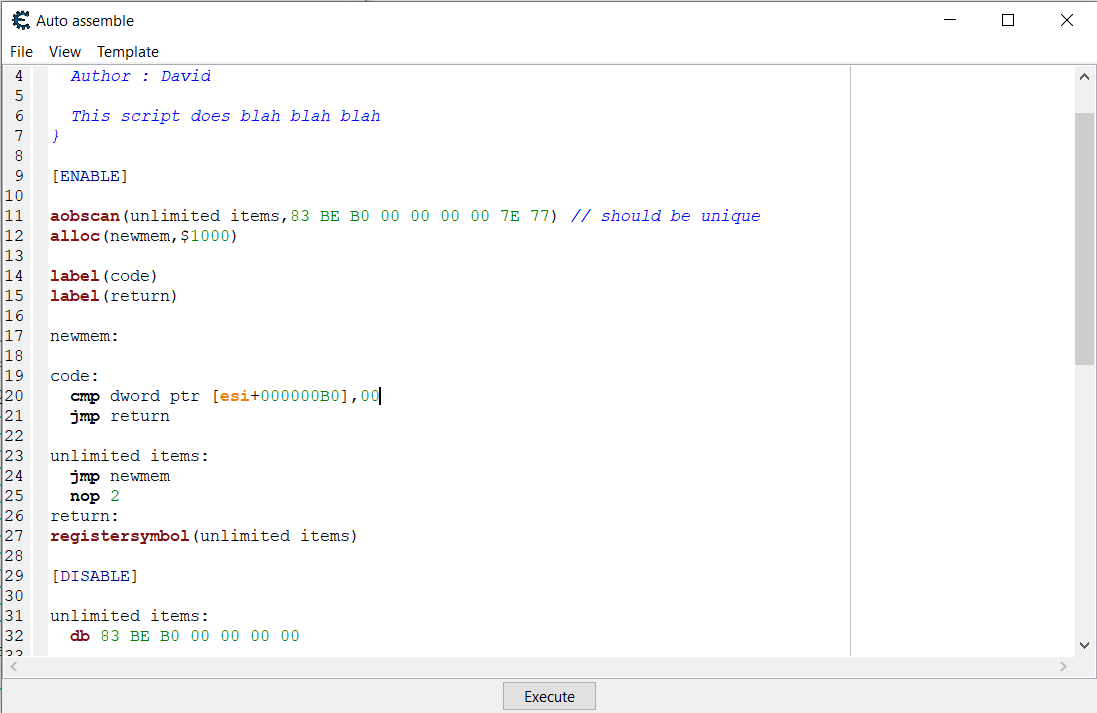 Auto assemble
File View Template
4 Author : David
5
6 This script does blah blah blah
7 }
8
9 [ENABLE]
10
11 aobscan(unlimited items,83 BE B0 00 00 00 00 7E 77) // should be unique
12 alloc(newmem,$1000)
13
14 label(code)
15 label(return)
16
17 newmem:
18
19 code:
20 cmp dword ptr [esi+000000B0],00
21 jmp return
22
23 unlimited items:
24 jmp newmem
25 nop 2
26 return:
27 registersymbol(unlimited items)
28
29 [DISABLE]
30
31 unlimited items:
32 db 83 BE B0 00 00 00 00
33
Execute